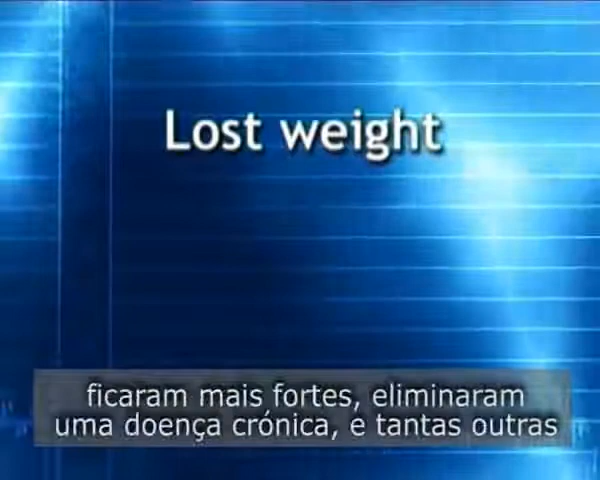 Lost weight
ficaram mais fortes, eliminaram
uma doença crónica, e tantas outras